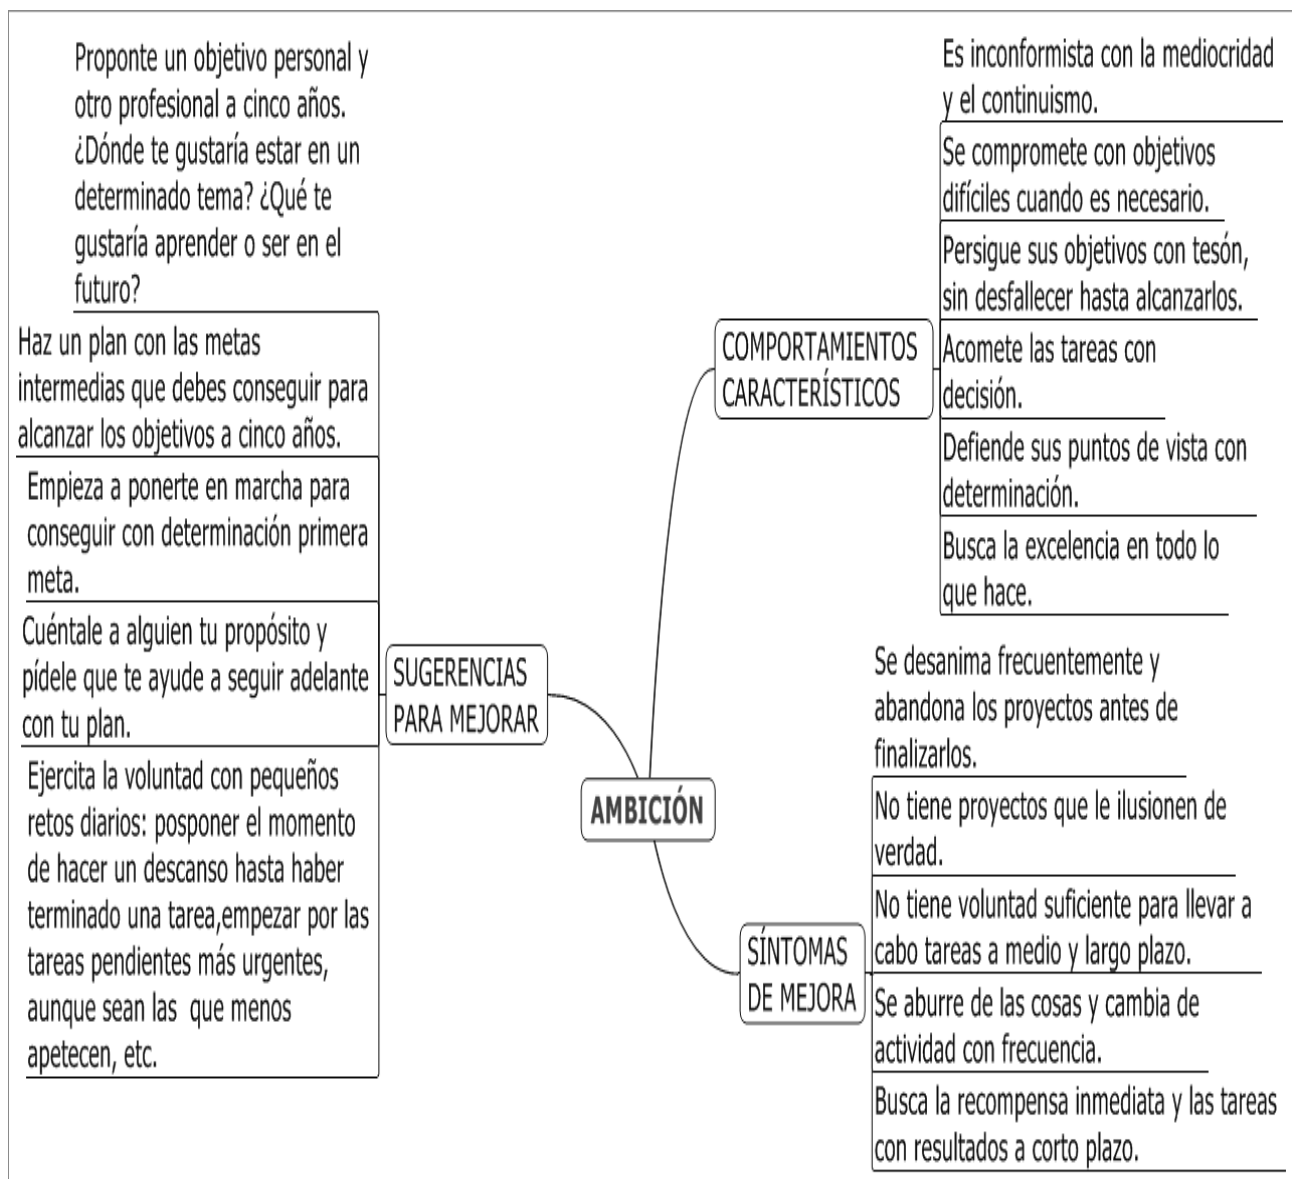 Proponte un objetivo personal y
otro profesional a cinco años.
¿Dónde te gustaría estar en un
determinado tema? ¿Qué te
gustaría aprender o ser en el
futuro?
Haz un plan con las metas
intermedias que debes conseguir para
alcanzar los objetivos a cinco años.
Empieza a ponerte en marcha para
conseguir con determinación primera
meta.
Cuéntale a alguien tu propósito y
pídele que te ayude a seguir adelante
con tu plan.
Ejercita la voluntad con pequeños
retos diarios: posponer el momento
de hacer un descanso hasta haber
terminado una tarea,empezar por las
tareas pendientes más urgentes,
aunque sean las  que menos
apetecen, etc.
SUGERENCIAS
PARA MEJORAR
AMBICIÓN
COMPORTAMIENTOS
CARACTERÍSTICOS
Es inconformista con la mediocridad
y el continuismo.
Se compromete con objetivos
difíciles cuando es necesario.
Persigue sus objetivos con tesón,
sin desfallecer hasta alcanzarlos.
Acomete las tareas con
decisión.
Defiende sus puntos de vista con
determinación.
Busca la excelencia en todo lo
que hace.
SÍNTOMAS
DE MEJORA
Se desanima frecuentemente y
abandona los proyectos antes de
finalizarlos.
No tiene proyectos que le ilusionen de
verdad.
No tiene voluntad suficiente para llevar a
cabo tareas a medio y largo plazo.
Se aburre de las cosas y cambia de
actividad con frecuencia.
Busca la recompensa inmediata y las tareas
con resultados a corto plazo.